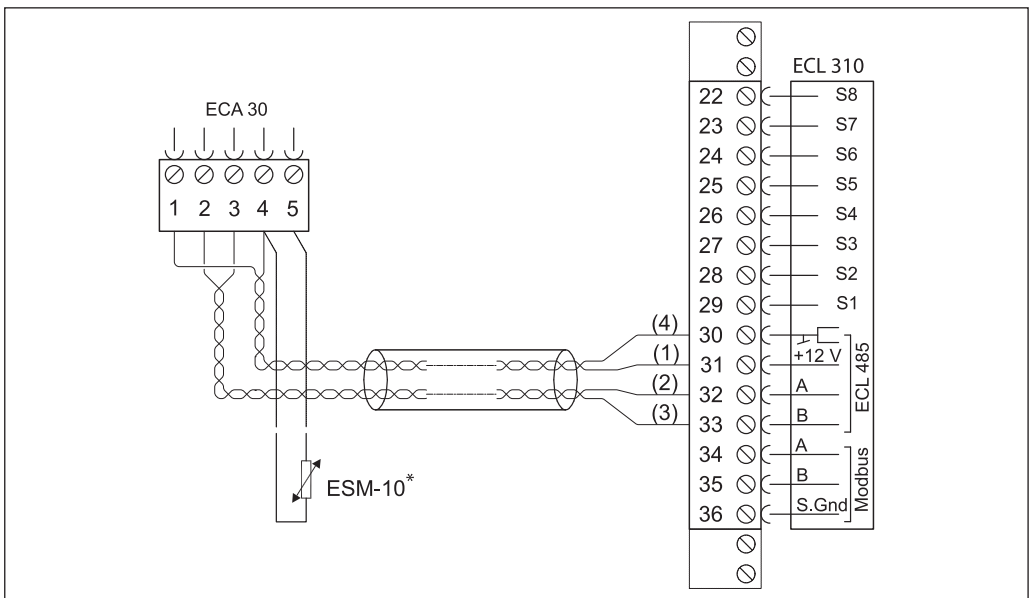 ECA 30
1 2 3 4 5
ESM-10*
(4)
(1)
(2)
(3)
ECL 310
22 S8
23 S7
24 S6
25 S5
26 S4
27 S3
28 S2
29 S1
30
31 +12 V
32 A
33 B
ECL 485
34 A
35 B
36 S.Gnd
Modbus